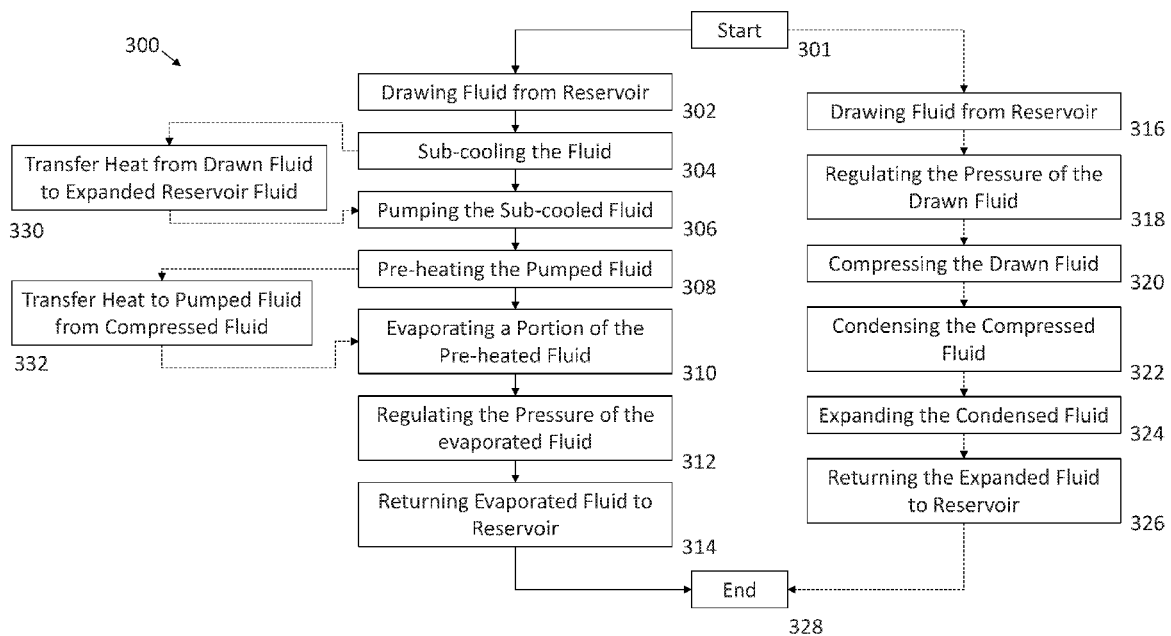 Start
301
300
Drawing Fluid from Reservoir
302
Sub-cooling the Fluid
304
Transfer Heat from Drawn Fluid
to Expanded Reservoir Fluid
330
Pumping the Sub-cooled Fluid
306
Pre-heating the Pumped Fluid
308
Transfer Heat to Pumped Fluid
from Compressed Fluid
332
Evaporating a Portion of the
Pre-heated Fluid
310
Regulating the Pressure of the
evaporated Fluid
312
Returning Evaporated Fluid to
Reservoir
314
Drawing Fluid from Reservoir
316
Regulating the Pressure of the
Drawn Fluid
318
Compressing the Drawn Fluid
320
Condensing the Compressed
Fluid
322
Expanding the Condensed Fluid
324
Returning the Expanded Fluid
to Reservoir
326
End
328